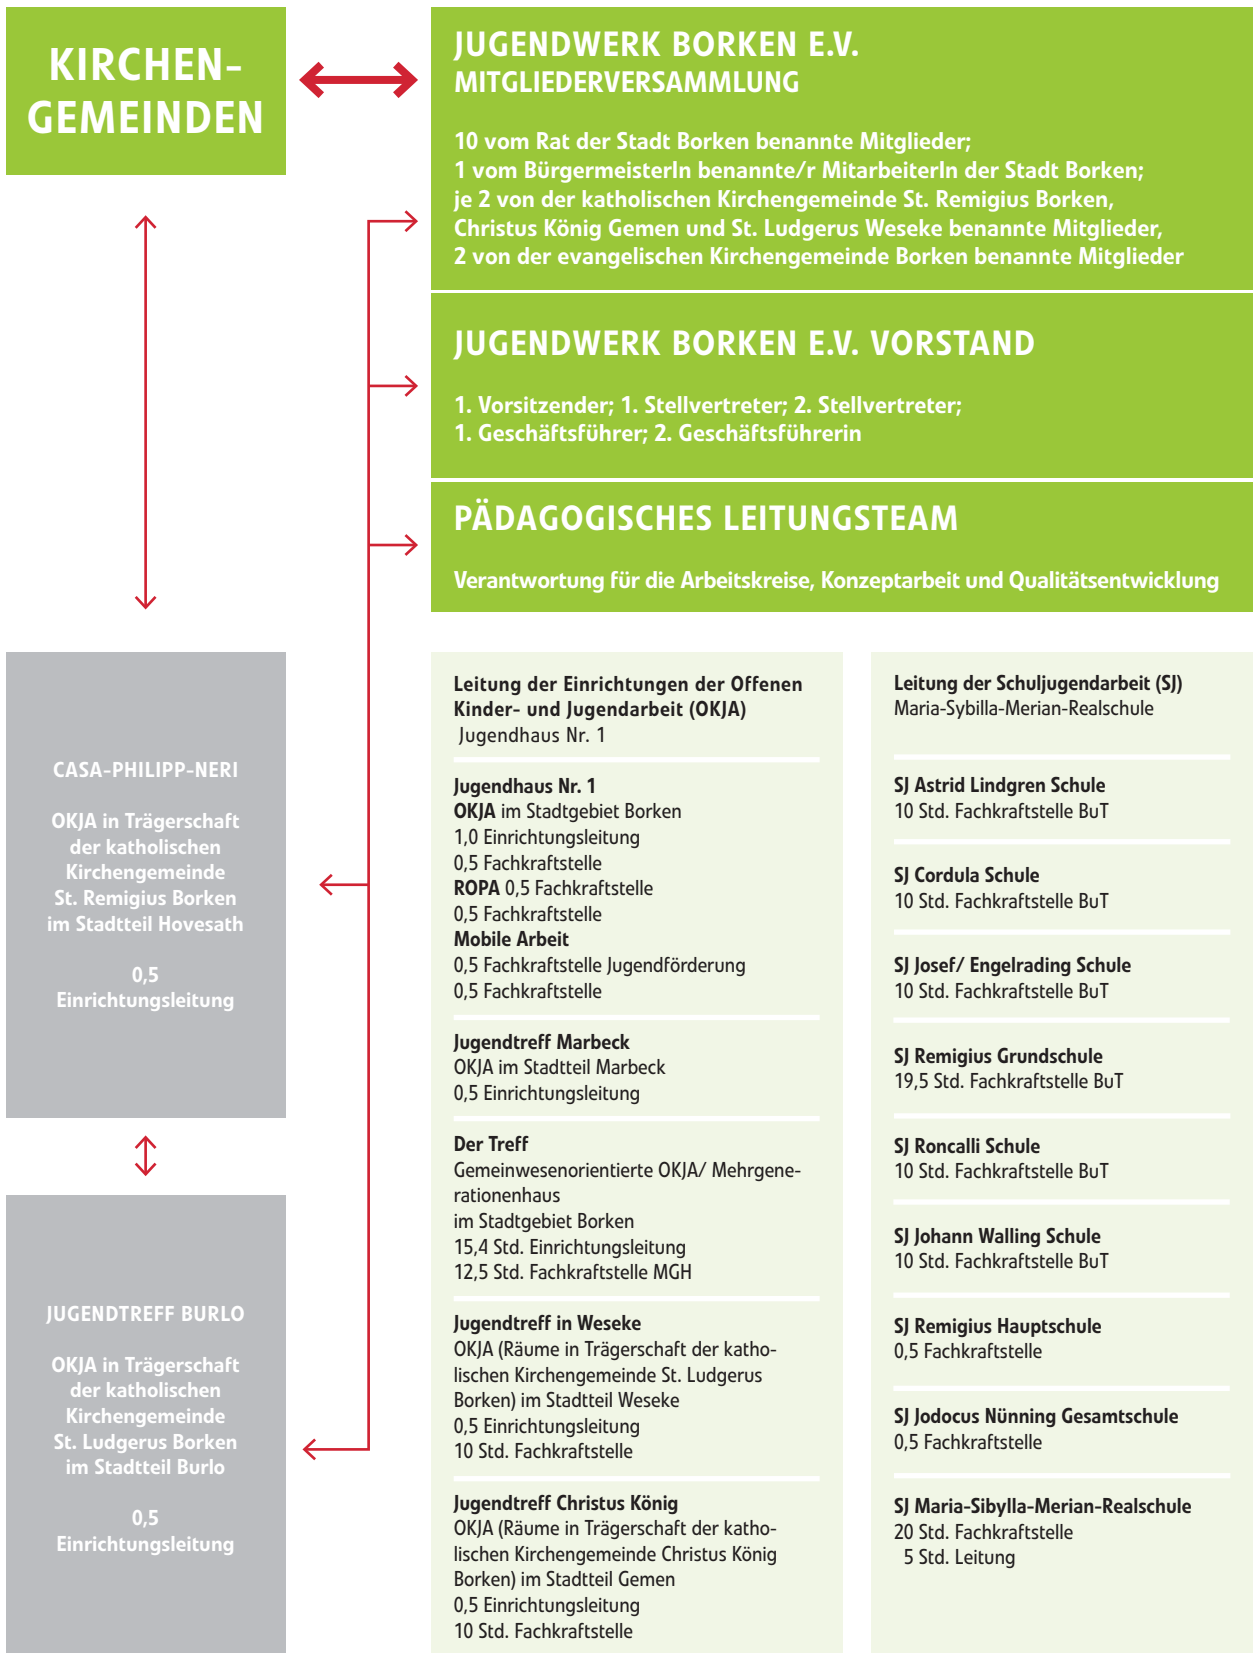 KIRCHEN-
GEMEINDEN
JUGENDWERK BORKEN E.V.
MITGLIEDERVERSAMMLUNG
10 vom Rat der Stadt Borken benannte Mitglieder;
1 vom BürgermeisterIn benannte/r MitarbeiterIn der Stadt Borken;
je 2 von der katholischen Kirchengemeinde St. Remigius Borken,
Christus König Gemen und St. Ludgerus Weseke benannte Mitglieder,
2 von der evangelischen Kirchengemeinde Borken benannte Mitglieder
JUGENDWERK BORKEN E.V. VORSTAND
1. Vorsitzender; 1. Stellvertreter; 2. Stellvertreter;
1. Geschäftsführer; 2. Geschäftsführerin
PÄDAGOGISCHES LEITUNGSTEAM
Verantwortung für die Arbeitskreise, Konzeptarbeit und Qualitätsentwicklung
CASA-PHILIPP-NERI
OKJA in Trägerschaft
der katholischen
Kirchengemeinde
St. Remigius Borken
im Stadtteil Hovesath
0,5
Einrichtungsleitung
JUGENDTREFF BURLO
OKJA in Trägerschaft
der katholischen
Kirchengemeinde
St. Ludgerus Borken
im Stadtteil Burlo
0,5
Einrichtungsleitung
Leitung der Einrichtungen der Offenen
Kinder- und Jugendarbeit (OKJA)
Jugendhaus Nr. 1
Jugendhaus Nr. 1
OKJA im Stadtgebiet Borken
1,0 Einrichtungsleitung
0,5 Fachkraftstelle
ROPA 0,5 Fachkraftstelle
0,5 Fachkraftstelle
Mobile Arbeit
0,5 Fachkraftstelle Jugendförderung
0,5 Fachkraftstelle
Jugendtreff Marbeck
OKJA im Stadtteil Marbeck
0,5 Einrichtungsleitung
Der Treff
Gemeinwesenorientierte OKJA/ Mehrgene-
rationenhaus
im Stadtgebiet Borken
15,4 Std. Einrichtungsleitung
12,5 Std. Fachkraftstelle MGH
Jugendtreff in Weseke
OKJA (Räume in Trägerschaft der katho-
lischen Kirchengemeinde St. Ludgerus
Borken) im Stadtteil Weseke
0,5 Einrichtungsleitung
10 Std. Fachkraftstelle
Jugendtreff Christus König
OKJA (Räume in Trägerschaft der katho-
lischen Kirchengemeinde Christus König
Borken) im Stadtteil Gemen
0,5 Einrichtungsleitung
10 Std. Fachkraftstelle
Leitung der Schuljugendarbeit (SJ)
Maria-Sybilla-Merian-Realschule
SJ Astrid Lindgren Schule
10 Std. Fachkraftstelle BuT
SJ Cordula Schule
10 Std. Fachkraftstelle BuT
SJ Josef/ Engelrading Schule
10 Std. Fachkraftstelle BuT
SJ Remigius Grundschule
19,5 Std. Fachkraftstelle BuT
SJ Roncalli Schule
10 Std. Fachkraftstelle BuT
SJ Johann Walling Schule
10 Std. Fachkraftstelle BuT
SJ Remigius Hauptschule
0,5 Fachkraftstelle
SJ Jodocus Nünning Gesamtschule
0,5 Fachkraftstelle
SJ Maria-Sibylla-Merian-Realschule
20 Std. Fachkraftstelle
5 Std. Leitung